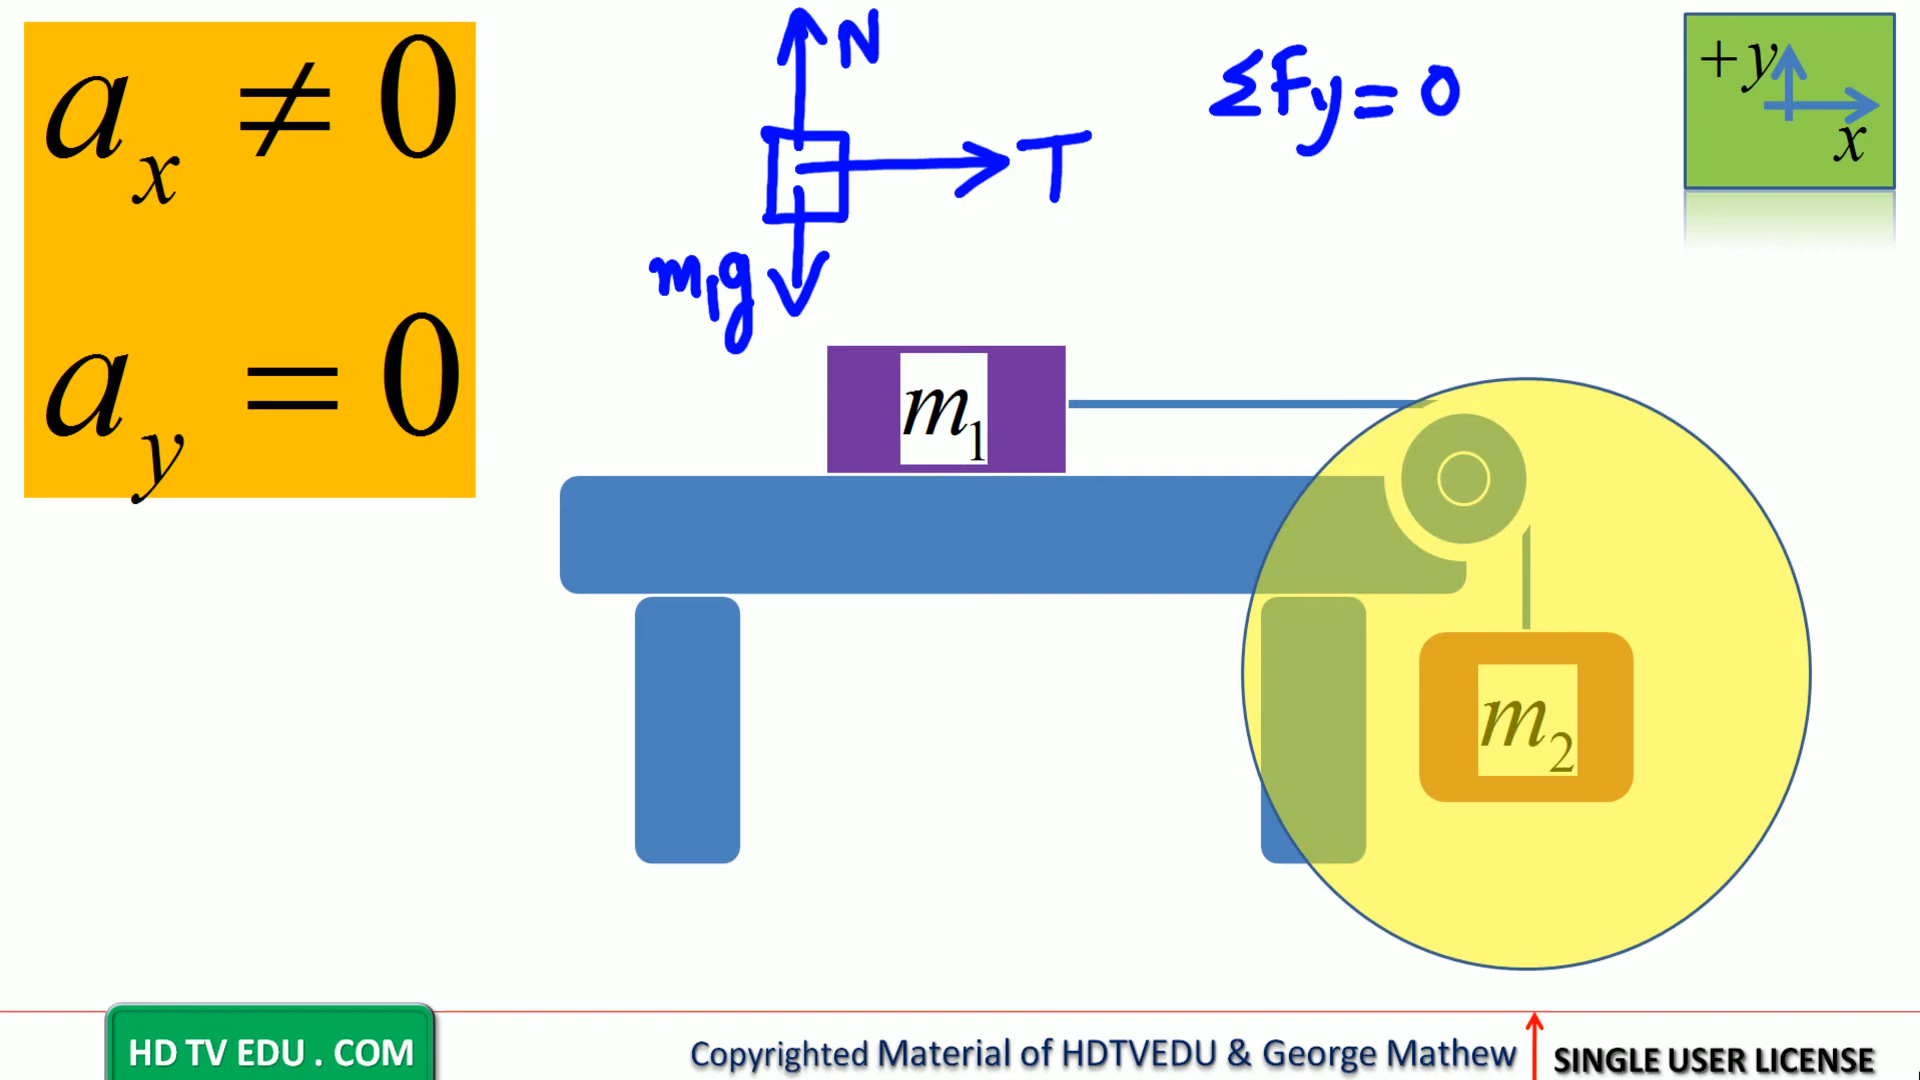 a_x ≠ 0
a_y = 0
N
T
m₁g
ΣFy = 0
+y
x
m₁
m₂
HD TV EDU . COM
Copyrighted Material of HDTVEDU & George Mathew
SINGLE USER LICENSE